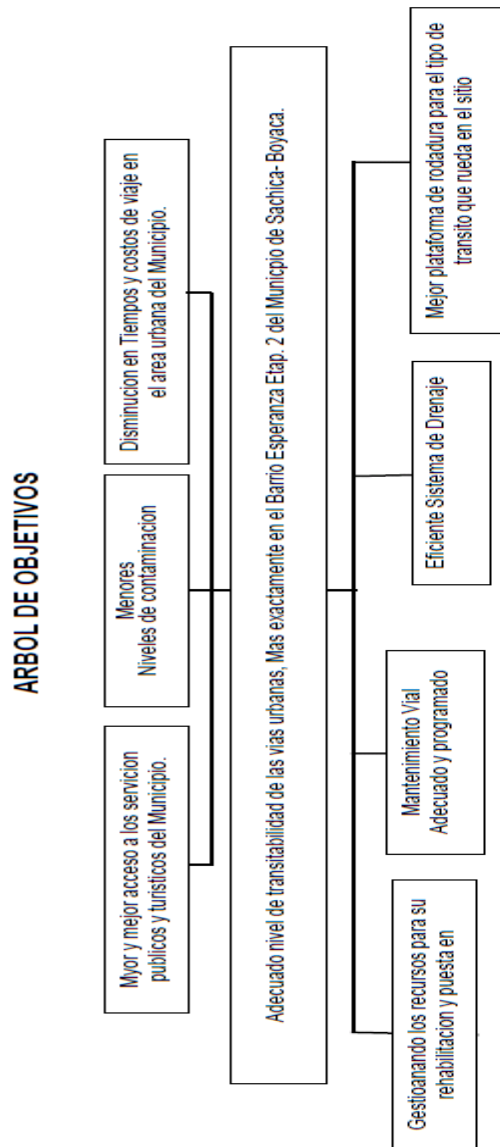 ARBOL DE OBJETIVOS
Myor y mejor acceso a los servicion
publicos y turisticos del Municipio.
Menores
Niveles de contaminacion
Disminucion en Tiempos y costos de viaje en
el area urbana del Municipio.
Adecuado nivel de transitabilidad de las vias urbanas, Mas exactamente en el Barrio Esperanza Etap. 2 del Municpio de Sachica- Boyaca.
Gestioanando los recursos para su
rehabilitacion y puesta en
Mantenimiento Vial
Adecuado y programado
Eficiente Sistema de Drenaje
Mejor plataforma de rodadura para el tipo de
transito que rueda en el sitio